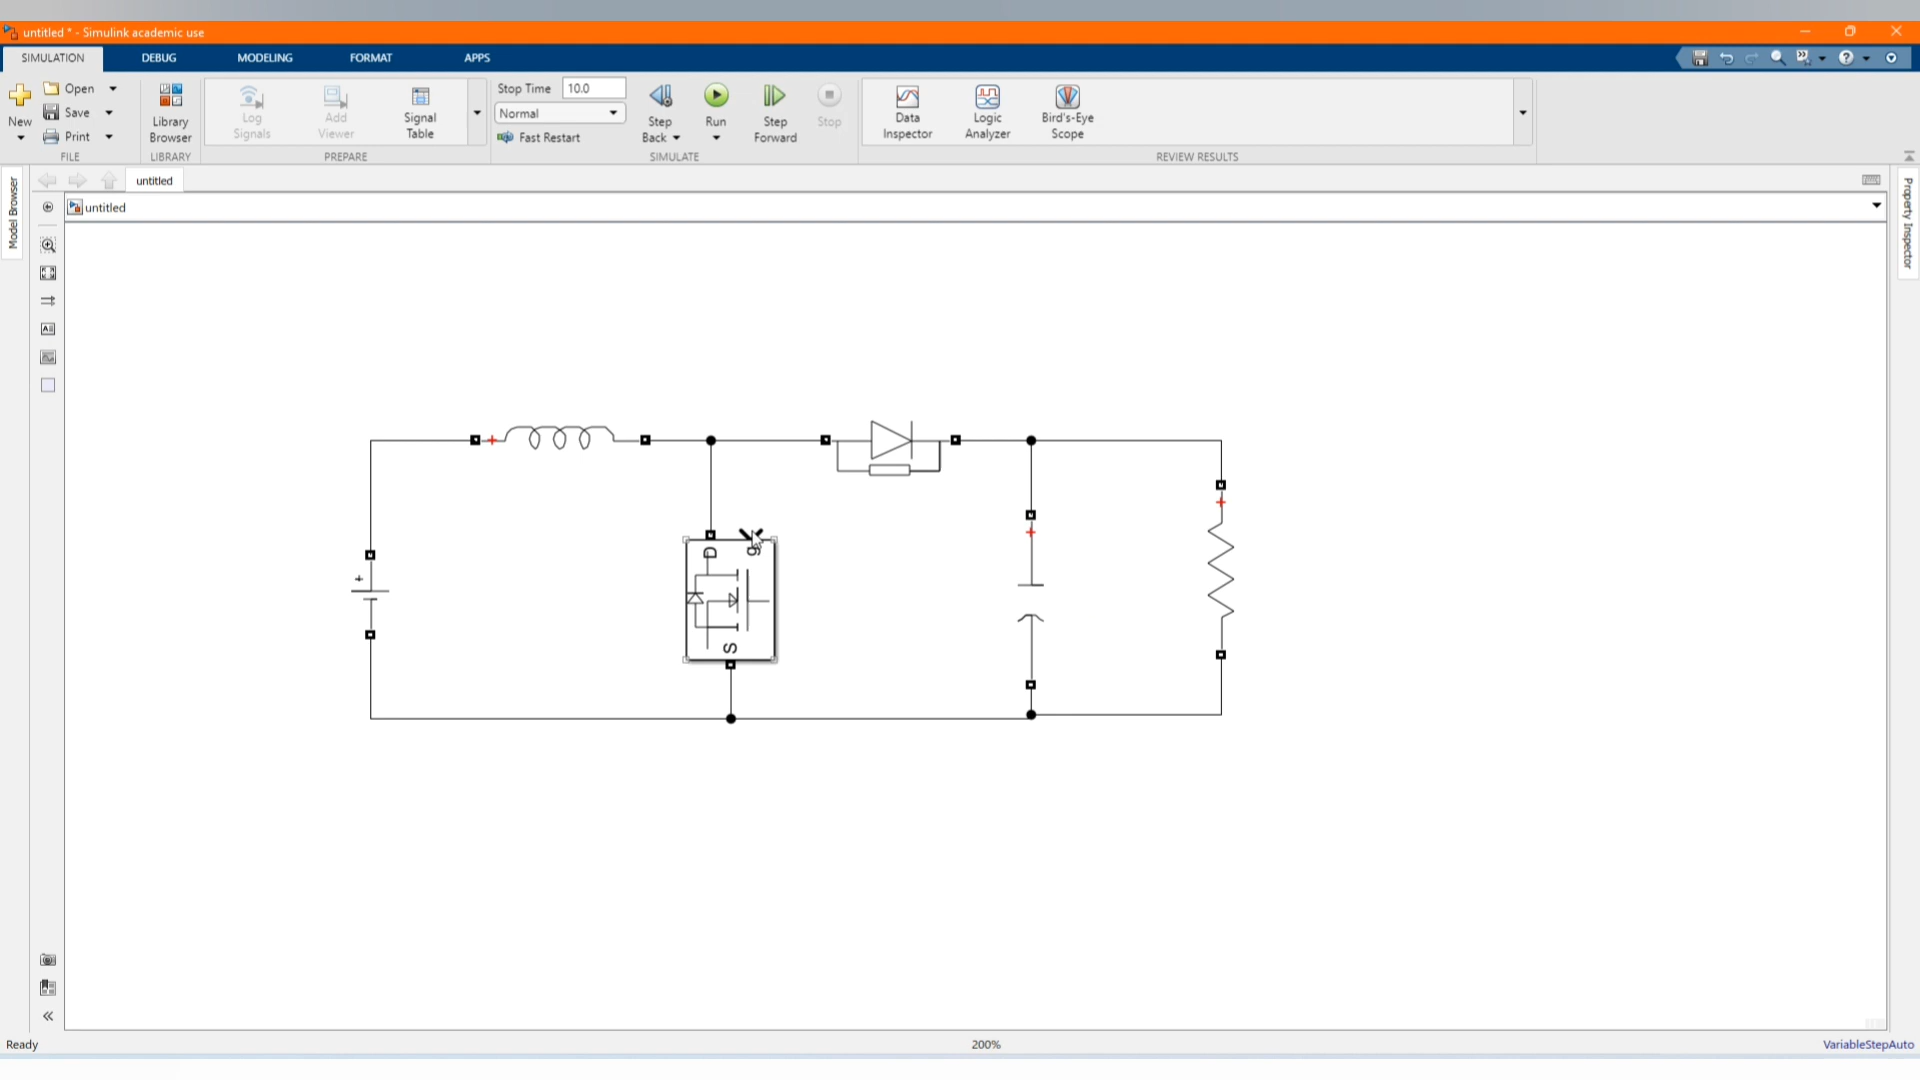 untitled * - Simulink academic use
SIMULATION DEBUG MODELING FORMAT APPS
New
Open
Save
Print
FILE
Library
Browser
LIBRARY
Log
Signals
Add
Viewer
Signal
Table
PREPARE
Stop Time 10.0
Normal
Fast Restart
Step
Back
Run
Step
Forward
Stop
SIMULATE
Data
Inspector
Logic
Analyzer
Bird's-Eye
Scope
REVIEW RESULTS
Model Browser
untitled
untitled
Property Inspector
+
+
D g
+
+
S
Ready 200% VariableStepAuto